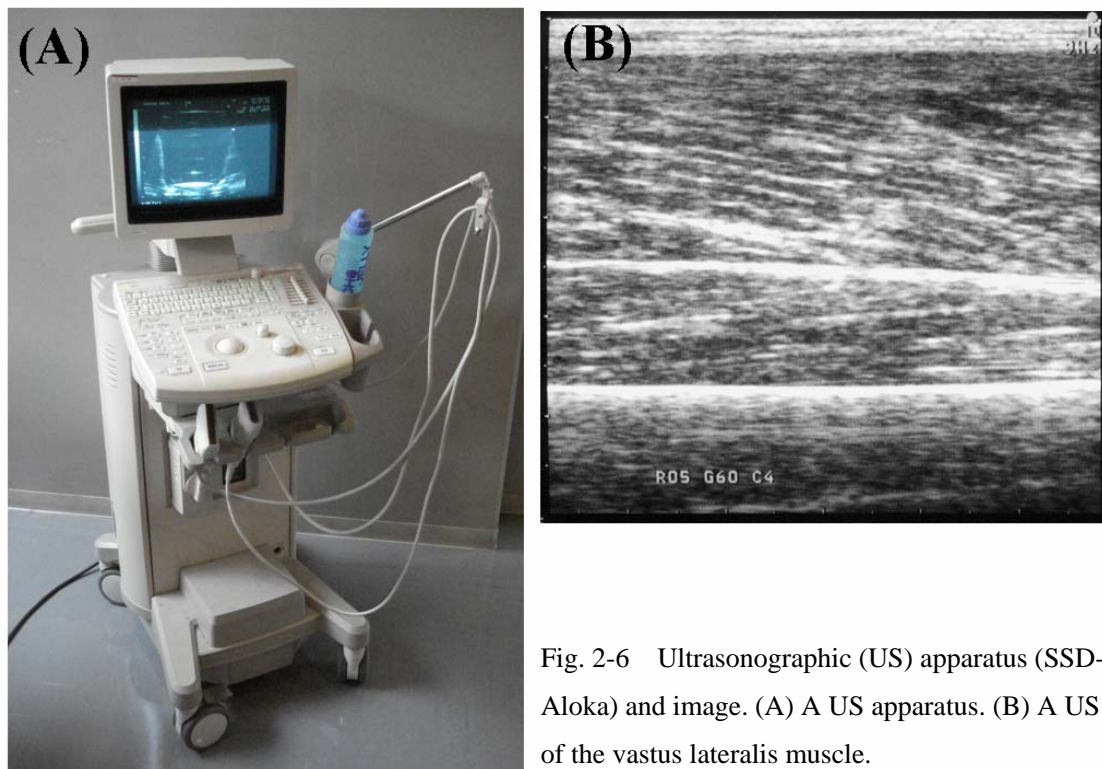 (A)
(B)
R05 G60 C4
Fig. 2-6 Ultrasonographic (US) apparatus (SSD-
Aloka) and image. (A) A US apparatus. (B) A US
of the vastus lateralis muscle.